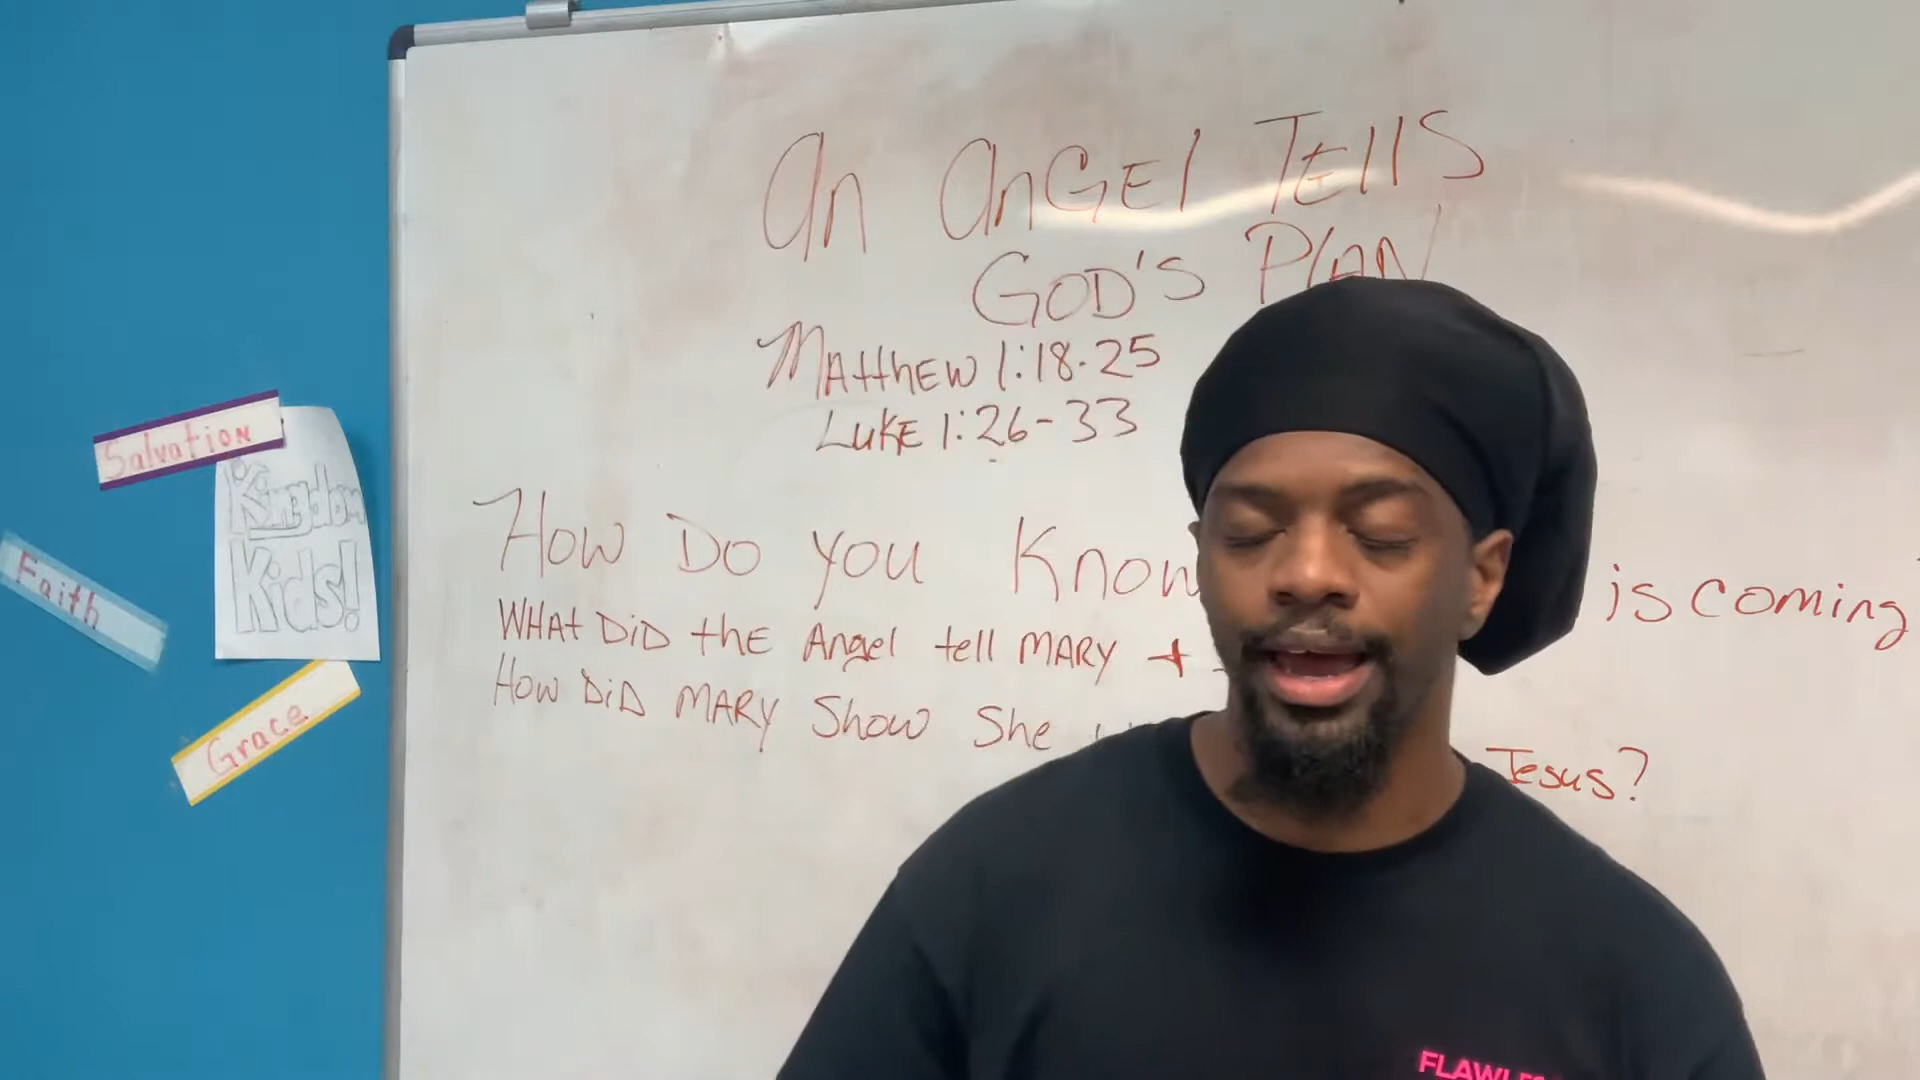 An AnGEl TEllS
GOD'S PlAN
MAtthEW 1:18-25
LuKE 1:26-33
HOW DO YOU Know is coming
WHAt DiD thE Angel tell MARY +
HOW DiD MARY Show She Jesus?
Salvation
Kingdom
Kids!
Faith
Grace